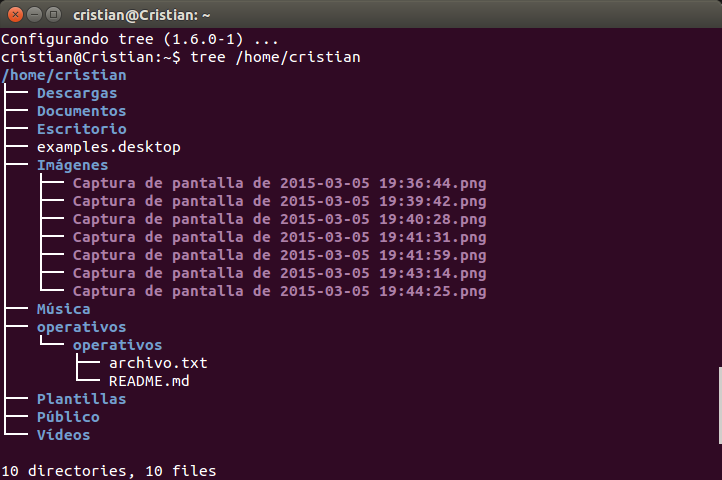 cristian@Cristian: ~
Configurando tree (1.6.0-1) ...
cristian@Cristian:~$ tree /home/cristian
/home/cristian
├── Descargas
├── Documentos
├── Escritorio
├── examples.desktop
├── Imágenes
│   ├── Captura de pantalla de 2015-03-05 19:36:44.png
│   ├── Captura de pantalla de 2015-03-05 19:39:42.png
│   ├── Captura de pantalla de 2015-03-05 19:40:28.png
│   ├── Captura de pantalla de 2015-03-05 19:41:31.png
│   ├── Captura de pantalla de 2015-03-05 19:41:59.png
│   ├── Captura de pantalla de 2015-03-05 19:43:14.png
│   └── Captura de pantalla de 2015-03-05 19:44:25.png
├── Música
├── operativos
│   └── operativos
│       ├── archivo.txt
│       └── README.md
├── Plantillas
├── Público
└── Vídeos
10 directories, 10 files